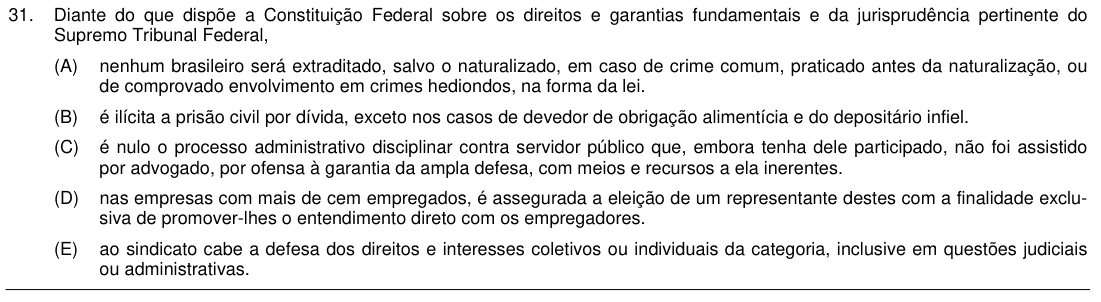 31. Diante do que dispõe a Constituição Federal sobre os direitos e garantias fundamentais e da jurisprudência pertinente do
Supremo Tribunal Federal,
(A) nenhum brasileiro será extraditado, salvo o naturalizado, em caso de crime comum, praticado antes da naturalização, ou
de comprovado envolvimento em crimes hediondos, na forma da lei.
(B) é ilícita a prisão civil por dívida, exceto nos casos de devedor de obrigação alimentícia e do depositário infiel.
(C) é nulo o processo administrativo disciplinar contra servidor público que, embora tenha dele participado, não foi assistido
por advogado, por ofensa à garantia da ampla defesa, com meios e recursos a ela inerentes.
(D) nas empresas com mais de cem empregados, é assegurada a eleição de um representante destes com a finalidade exclu-
siva de promover-lhes o entendimento direto com os empregadores.
(E) ao sindicato cabe a defesa dos direitos e interesses coletivos ou individuais da categoria, inclusive em questões judiciais
ou administrativas.